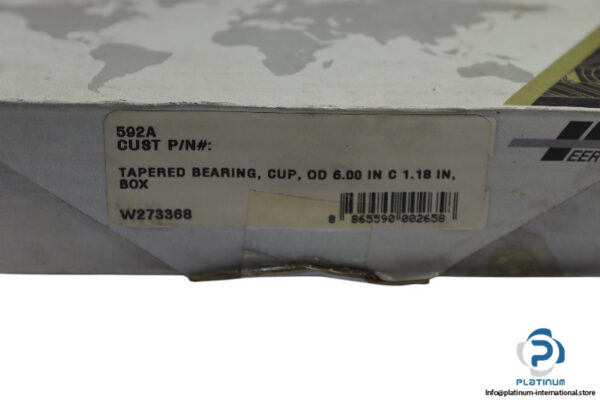 592A
CUST P/N#:
TAPERED BEARING, CUP, OD 6.00 IN C 1.18 IN,
BOX
W273368
8 865590 002658
EER
PLATINUM
info@platinum-international.store